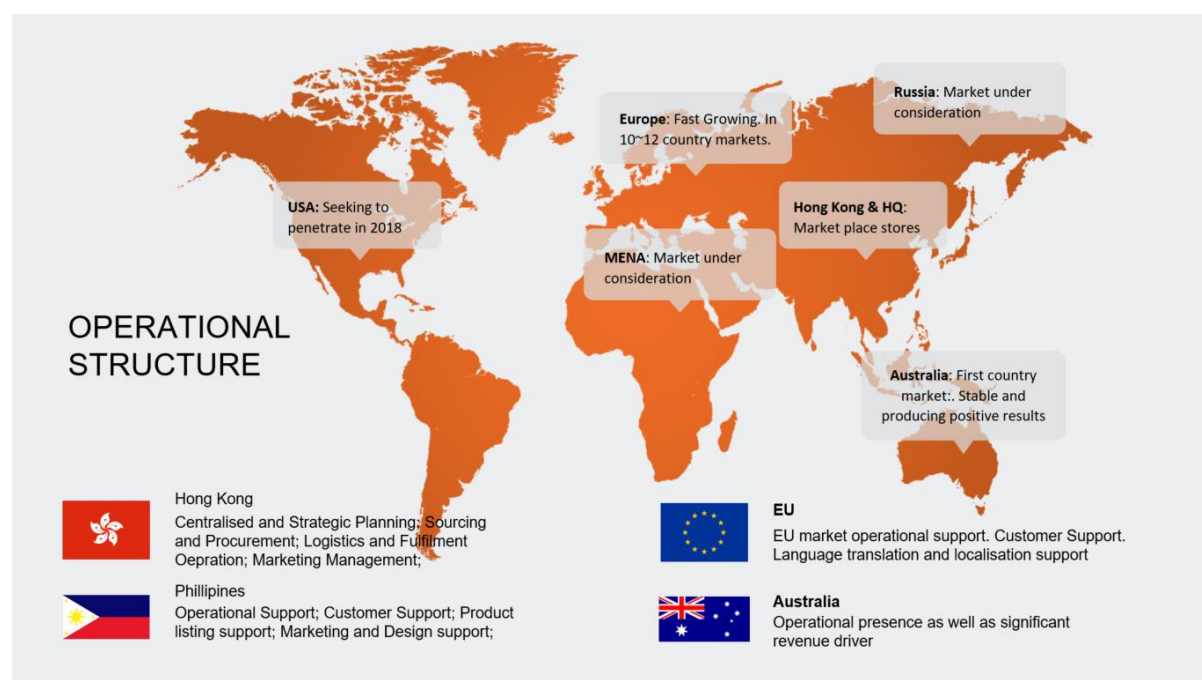 Russia: Market under
consideration
Europe: Fast Growing. In
10~12 country markets.
USA: Seeking to
penetrate in 2018
Hong Kong & HQ:
Market place stores
MENA: Market under
consideration
OPERATIONAL
STRUCTURE
Australia: First country
market:. Stable and
producing positive results
Hong Kong
Centralised and Strategic Planning; Sourcing
and Procurement; Logistics and Fulfilment
Oepration; Marketing Management;
Phillipines
Operational Support; Customer Support; Product
listing support; Marketing and Design support;
EU
EU market operational support. Customer Support.
Language translation and localisation support
Australia
Operational presence as well as significant
revenue driver